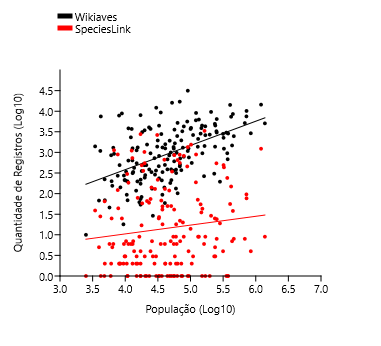 Wikiaves
SpeciesLink
Quantidade de Registros (Log10)
4.5
4.0
3.5
3.0
2.5
2.0
1.5
1.0
0.5
0.0
3.0 3.5 4.0 4.5 5.0 5.5 6.0 6.5 7.0
População (Log10)